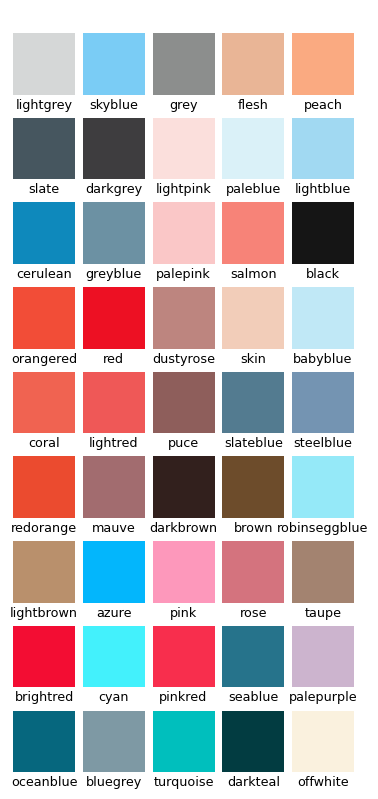 lightgrey skyblue grey flesh peach
slate darkgrey lightpink paleblue lightblue
cerulean greyblue palepink salmon black
orangered red dustyrose skin babyblue
coral lightred puce slateblue steelblue
redorange mauve darkbrown brown robinseggblue
lightbrown azure pink rose taupe
brightred cyan pinkred seablue palepurple
oceanblue bluegrey turquoise darkteal offwhite